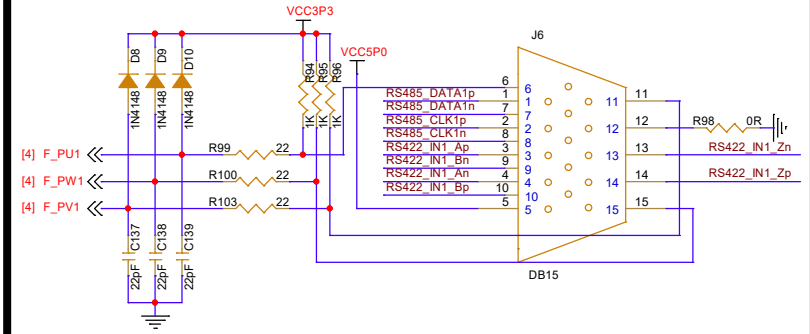 VCC3P3
VCC5P0
J6
D8
D9
D10
1N4148
1N4148
1N4148
R94
R95
R96
1K
1K
1K
[4] F_PU1
R99
22
[4] F_PW1
R100
22
[4] F_PV1
R103
22
C137
C138
C139
22pF
22pF
22pF
6
6
RS485_DATA1p
1
1
RS485_DATA1n
7
7
RS485_CLK1p
2
2
RS485_CLK1n
8
8
RS422_IN1_Ap
3
3
RS422_IN1_Bn
9
9
RS422_IN1_An
4
4
RS422_IN1_Bp
10
10
5
5
11
11
12
12
R98
0R
13
13
RS422_IN1_Zn
14
14
RS422_IN1_Zp
15
15
DB15